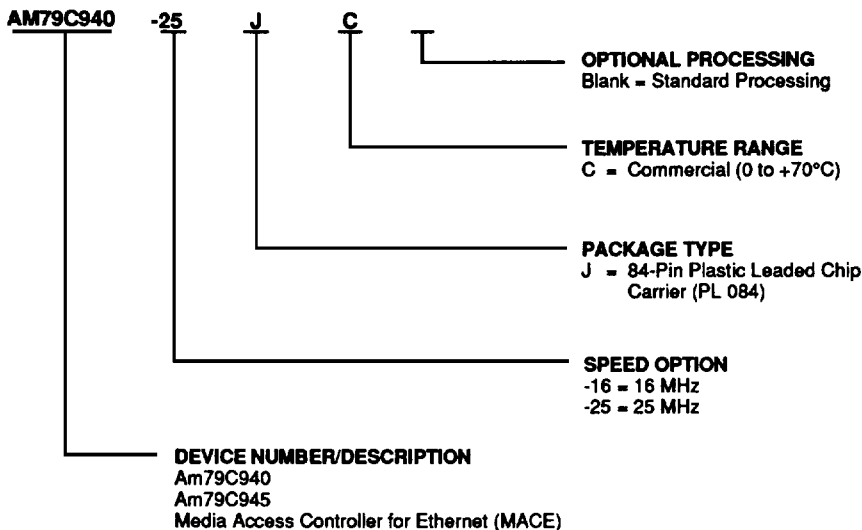 AM79C940 -25 J C
OPTIONAL PROCESSING
Blank = Standard Processing
TEMPERATURE RANGE
C = Commercial (0 to +70°C)
PACKAGE TYPE
J = 84-Pin Plastic Leaded Chip
Carrier (PL 084)
SPEED OPTION
-16 = 16 MHz
-25 = 25 MHz
DEVICE NUMBER/DESCRIPTION
Am79C940
Am79C945
Media Access Controller for Ethernet (MACE)